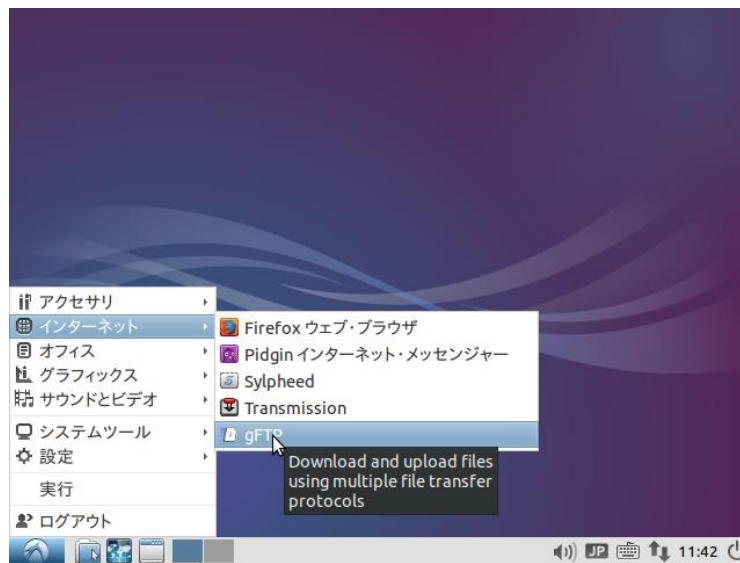 アクセサリ
インターネット
オフィス
グラフィックス
サウンドとビデオ
システムツール
設定
実行
ログアウト
Firefox ウェブ・ブラウザ
Pidgin インターネット・メッセンジャー
Sylpheed
Transmission
gFTP
Download and upload files
using multiple file transfer
protocols
JP
11:42